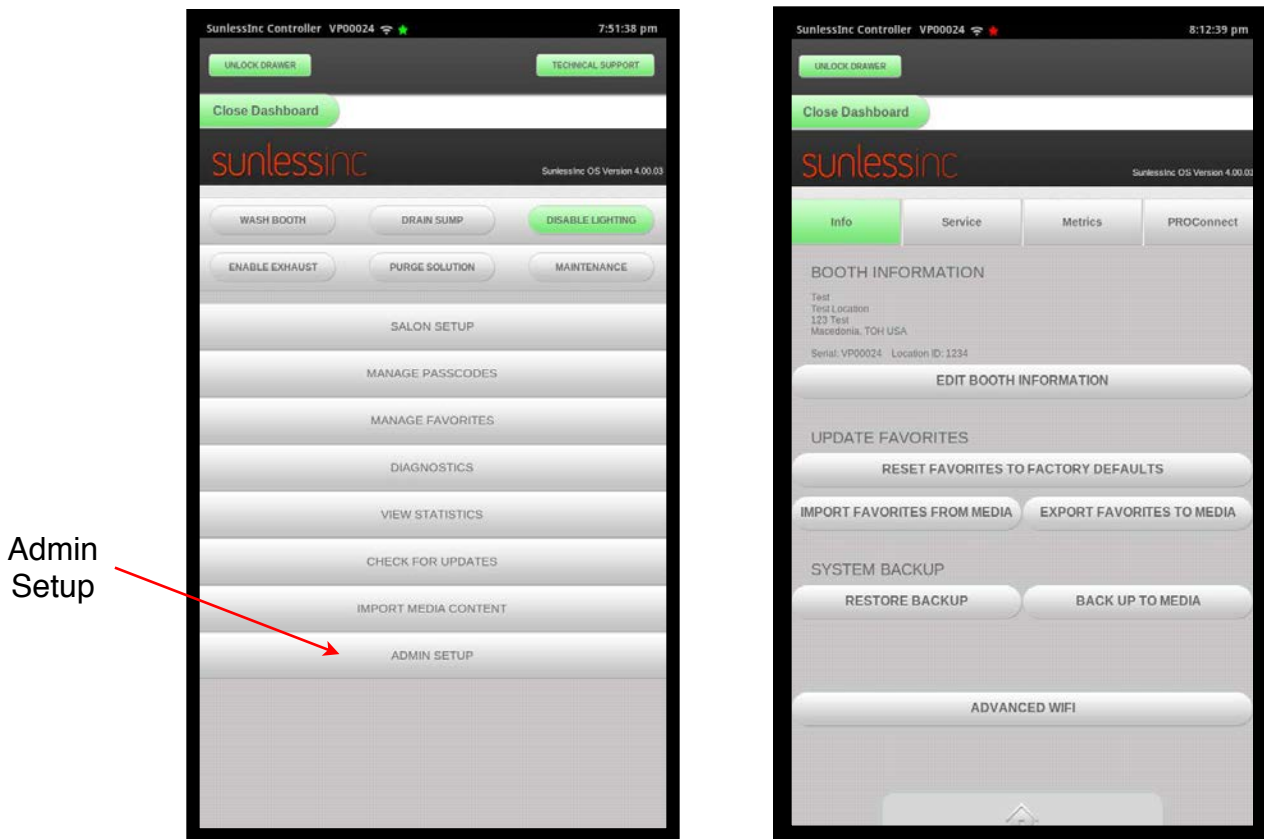 SunlessInc Controller VP00024 7:51:38 pm
UNLOCK DRAWER TECHNICAL SUPPORT
Close Dashboard
sunlessinc
SunlessInc OS Version 4.00.03
WASH BOOTH DRAIN SUMP DISABLE LIGHTING
ENABLE EXHAUST PURGE SOLUTION MAINTENANCE
SALON SETUP
MANAGE PASSCODES
MANAGE FAVORITES
DIAGNOSTICS
VIEW STATISTICS
CHECK FOR UPDATES
IMPORT MEDIA CONTENT
ADMIN SETUP
Admin
Setup
SunlessInc Controller VP00024 8:12:39 pm
UNLOCK DRAWER
Close Dashboard
sunlessinc
SunlessInc OS Version 4.00.03
Info Service Metrics PROConnect
BOOTH INFORMATION
Test
Test Location
123 Test
Macedonia, TOH USA
Serial: VP00024 Location ID: 1234
EDIT BOOTH INFORMATION
UPDATE FAVORITES
RESET FAVORITES TO FACTORY DEFAULTS
IMPORT FAVORITES FROM MEDIA EXPORT FAVORITES TO MEDIA
SYSTEM BACKUP
RESTORE BACKUP BACK UP TO MEDIA
ADVANCED WIFI